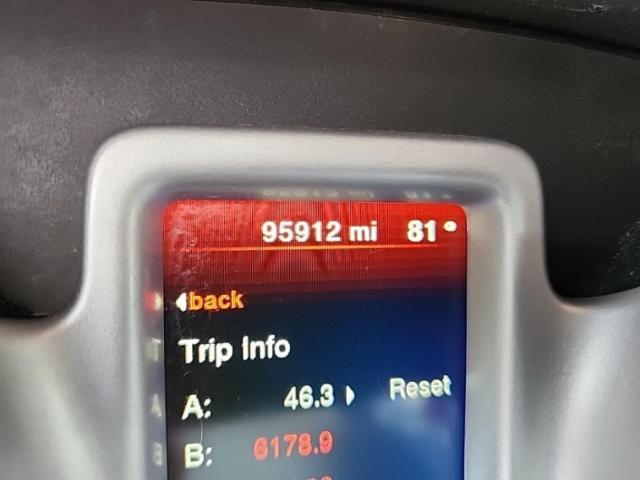 95912 mi 81°
back
Trip Info
A: 46.3 Reset
B: 6178.9